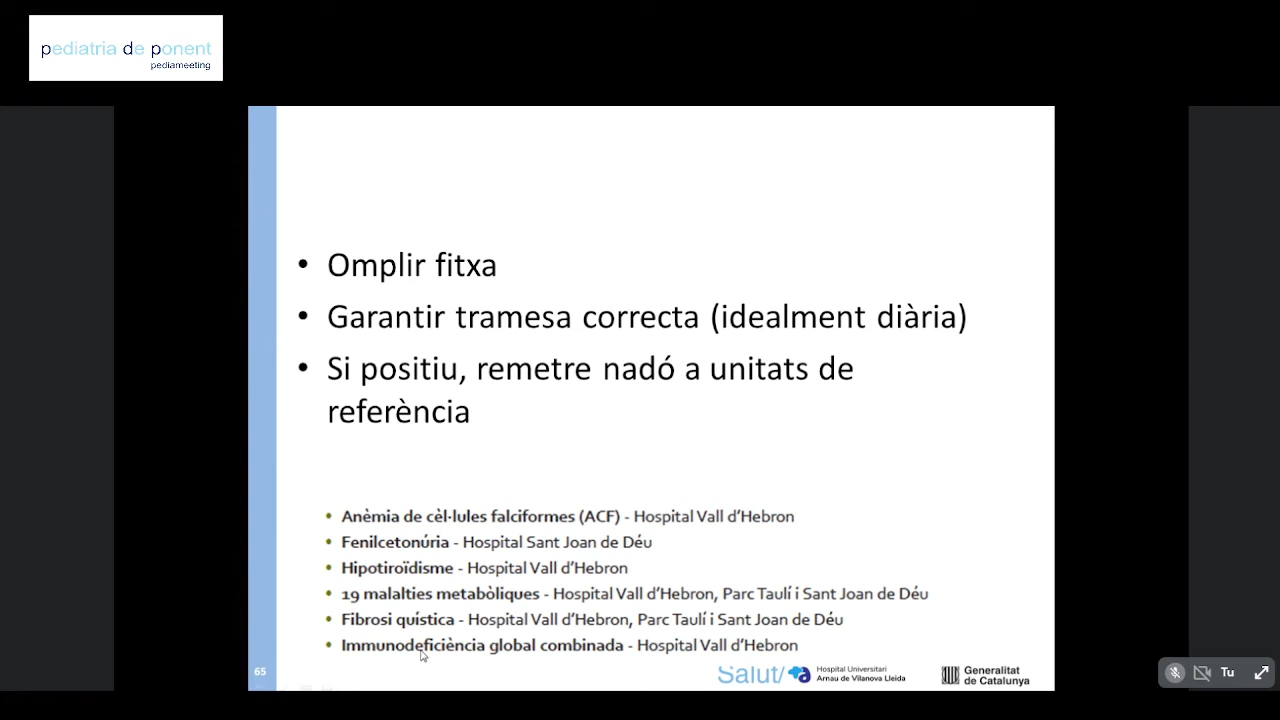 pediatria de ponent
pediameeting
• Omplir fitxa
• Garantir tramesa correcta (idealment diària)
• Si positiu, remetre nadó a unitats de
referència
• Anèmia de cèl·lules falciformes (ACF) - Hospital Vall d'Hebron
• Fenilcetonúria - Hospital Sant Joan de Déu
• Hipotiroïdisme - Hospital Vall d'Hebron
• 19 malalties metabòliques - Hospital Vall d'Hebron, Parc Taulí i Sant Joan de Déu
• Fibrosi quística - Hospital Vall d'Hebron, Parc Taulí i Sant Joan de Déu
• Immunodeficiència global combinada - Hospital Vall d'Hebron
65
Salut/
Hospital Universitari
Arnau de Vilanova Lleida
Generalitat
de Catalunya
Tu